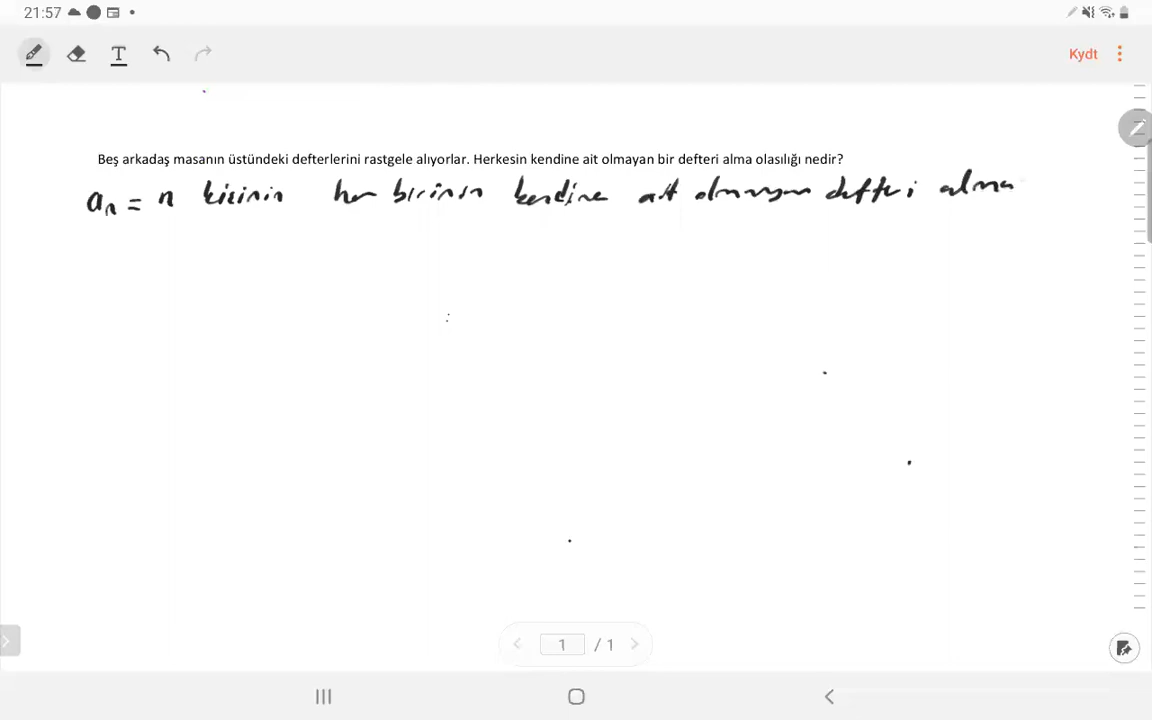 21:57
T
Kydt
Beş arkadaş masanın üstündeki defterlerini rastgele alıyorlar. Herkesin kendine ait olmayan bir defteri alma olasılığı nedir?
aₙ = n kişinin her birinin kendine ait olmayan defteri alma
1 / 1